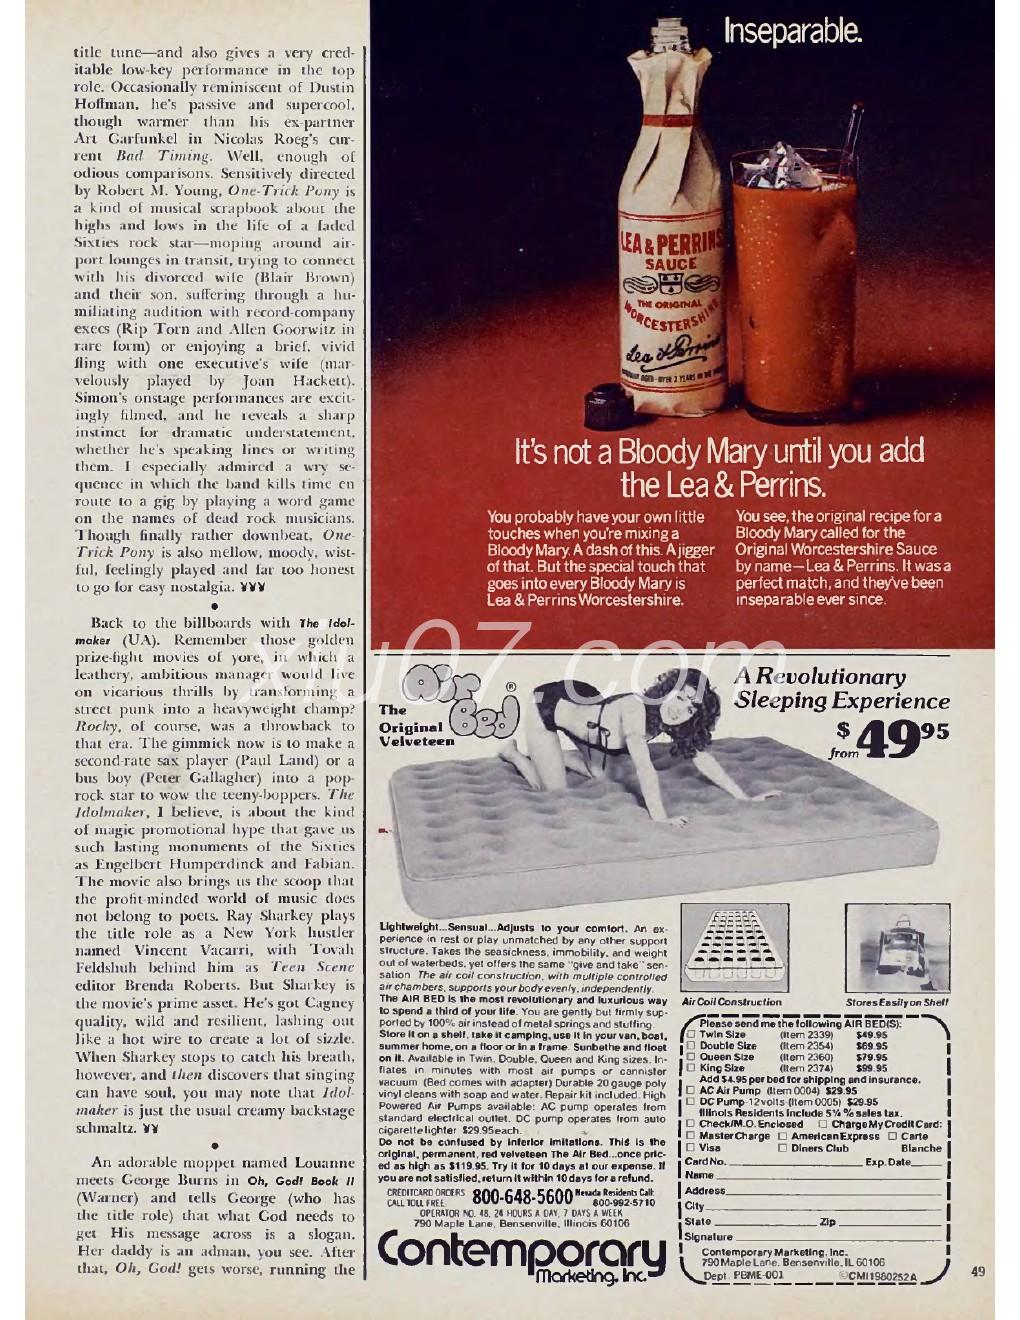 title tune—and also gives a very cred-
itable low-key performance in the top
role. Occasionally reminiscent of Dustin
Hoffman, he's passive and supercool,
though warmer than his ex-partner
Art Garfunkel in Nicolas Roeg's cur-
rent Bad Timing. Well, enough of
odious comparisons. Sensitively directed
by Robert M. Young, One-Trick Pony is
a kind of musical scrapbook about the
highs and lows in the life of a faded
Sixties rock star—moping around air-
port lounges in transit, trying to connect
with his divorced wife (Blair Brown)
and their son, suffering through a hu-
miliating audition with record-company
execs (Rip Torn and Allen Goorwitz in
rare form) or enjoying a brief, vivid
fling with one executive's wife (mar-
velously played by Joan Hackett).
Simon's onstage performances are excit-
ingly filmed, and he reveals a sharp
instinct for dramatic understatement,
whether he's speaking lines or writing
them. I especially admired a wry se-
quence in which the band kills time en
route to a gig by playing a word game
on the names of dead rock musicians.
Though finally rather downbeat, One-
Trick Pony is also mellow, moody, wist-
ful, feelingly played and far too honest
to go for easy nostalgia. ¥¥¥
•
Back to the billboards with The Idol-
maker (UA). Remember those golden
prize-fight movies of yore, in which a
leathery, ambitious manager would live
on vicarious thrills by transforming a
street punk into a heavyweight champ?
Rocky, of course, was a throwback to
that era. The gimmick now is to make a
second-rate sax player (Paul Land) or a
bus boy (Peter Gallagher) into a pop-
rock star to wow the teeny-boppers. The
Idolmaker, I believe, is about the kind
of magic promotional hype that gave us
such lasting monuments of the Sixties
as Engelbert Humperdinck and Fabian.
The movie also brings us the scoop that
the profit-minded world of music does
not belong to poets. Ray Sharkey plays
the title role as a New York hustler
named Vincent Vacarri, with Tovah
Feldshuh behind him as Teen Scene
editor Brenda Roberts. But Sharkey is
the movie's prime asset. He's got Cagney
quality, wild and resilient, lashing out
like a hot wire to create a lot of sizzle.
When Sharkey stops to catch his breath,
however, and then discovers that singing
can have soul, you may note that Idol-
maker is just the usual creamy backstage
schmaltz. ¥¥
•
An adorable moppet named Louanne
meets George Burns in Oh, God! Book II
(Warner) and tells George (who has
the title role) that what God needs to
get His message across is a slogan.
Her daddy is an adman, you see. After
that, Oh, God! gets worse, running the
Inseparable.
LEA & PERRINS
SAUCE
THE ORIGINAL
WORCESTERSHIRE
Lea & Perrins
It's not a Bloody Mary until you add
the Lea & Perrins.
You probably have your own little
touches when you're mixing a
Bloody Mary. A dash of this. A jigger
of that. But the special touch that
goes into every Bloody Mary is
Lea & Perrins Worcestershire.
You see, the original recipe for a
Bloody Mary called for the
Original Worcestershire Sauce
by name—Lea & Perrins. It was a
perfect match, and they've been
inseparable ever since.
xiu07.com
The
Original
Velveteen
Air Bed®
A Revolutionary
Sleeping Experience
from $49.95
Lightweight...Sensual...Adjusts to your comfort. An ex-
perience in rest or play unmatched by any other support
structure. Takes the seasickness, immobility, and weight
out of waterbeds, yet offers the same "give and take" sen-
sation. The air coil construction, with multiple controlled
air chambers, supports your body evenly, independently.
The AIR BED is the most revolutionary and luxurious way
to spend a third of your life. You are gently but firmly sup-
ported by 100% air instead of metal springs and stuffing.
Store it on a shelf, take it camping, use it in your van, boat,
summer home, on a floor or in a frame. Sunbathe and float
on it. Available in Twin, Double, Queen and King sizes. In-
flates in minutes with most air pumps or cannister
vacuum (Bed comes with adapter) Durable 20 gauge poly
vinyl cleans with soap and water. Repair kit included. High
Powered Air Pumps available: AC pump operates from
standard electrical outlet. DC pump operates from auto
cigarette lighter $29.95 each.
Do not be confused by inferior imitations. This is the
original, permanent, red velveteen The Air Bed...once pric-
ed as high as $119.95. Try it for 10 days at our expense. If
you are not satisfied, return it within 10 days for a refund.
CREDIT CARD ORDERS
CALL TOLL FREE
800-648-5600
Nevada Residents Call:
800-992-5710
OPERATOR NO. 48, 24 HOURS A DAY, 7 DAYS A WEEK
790 Maple Lane, Bensenville, Illinois 60106
Contemporary
Marketing, Inc.
Air Coil Construction
Stores Easily on Shelf
Please send me the following AIR BED(S):
Twin Size (Item 2339) $49.95
Double Size (Item 2354) $69.95
Queen Size (Item 2360) $79.95
King Size (Item 2374) $99.95
Add $4.95 per bed for shipping and insurance.
AC Air Pump (Item 0004) $29.95
DC Pump-12 volts (Item 0005) $29.95
Illinois Residents Include 5¼% sales tax.
Check/M.O. Enclosed Charge My Credit Card:
Master Charge American Express Carte
Visa Diners Club Blanche
Card No. Exp. Date
Name
Address
City
State Zip
Signature
Contemporary Marketing, Inc.
790 Maple Lane, Bensenville, IL 60106
Dept. PBME-001 ©CMI 1980 252A
49